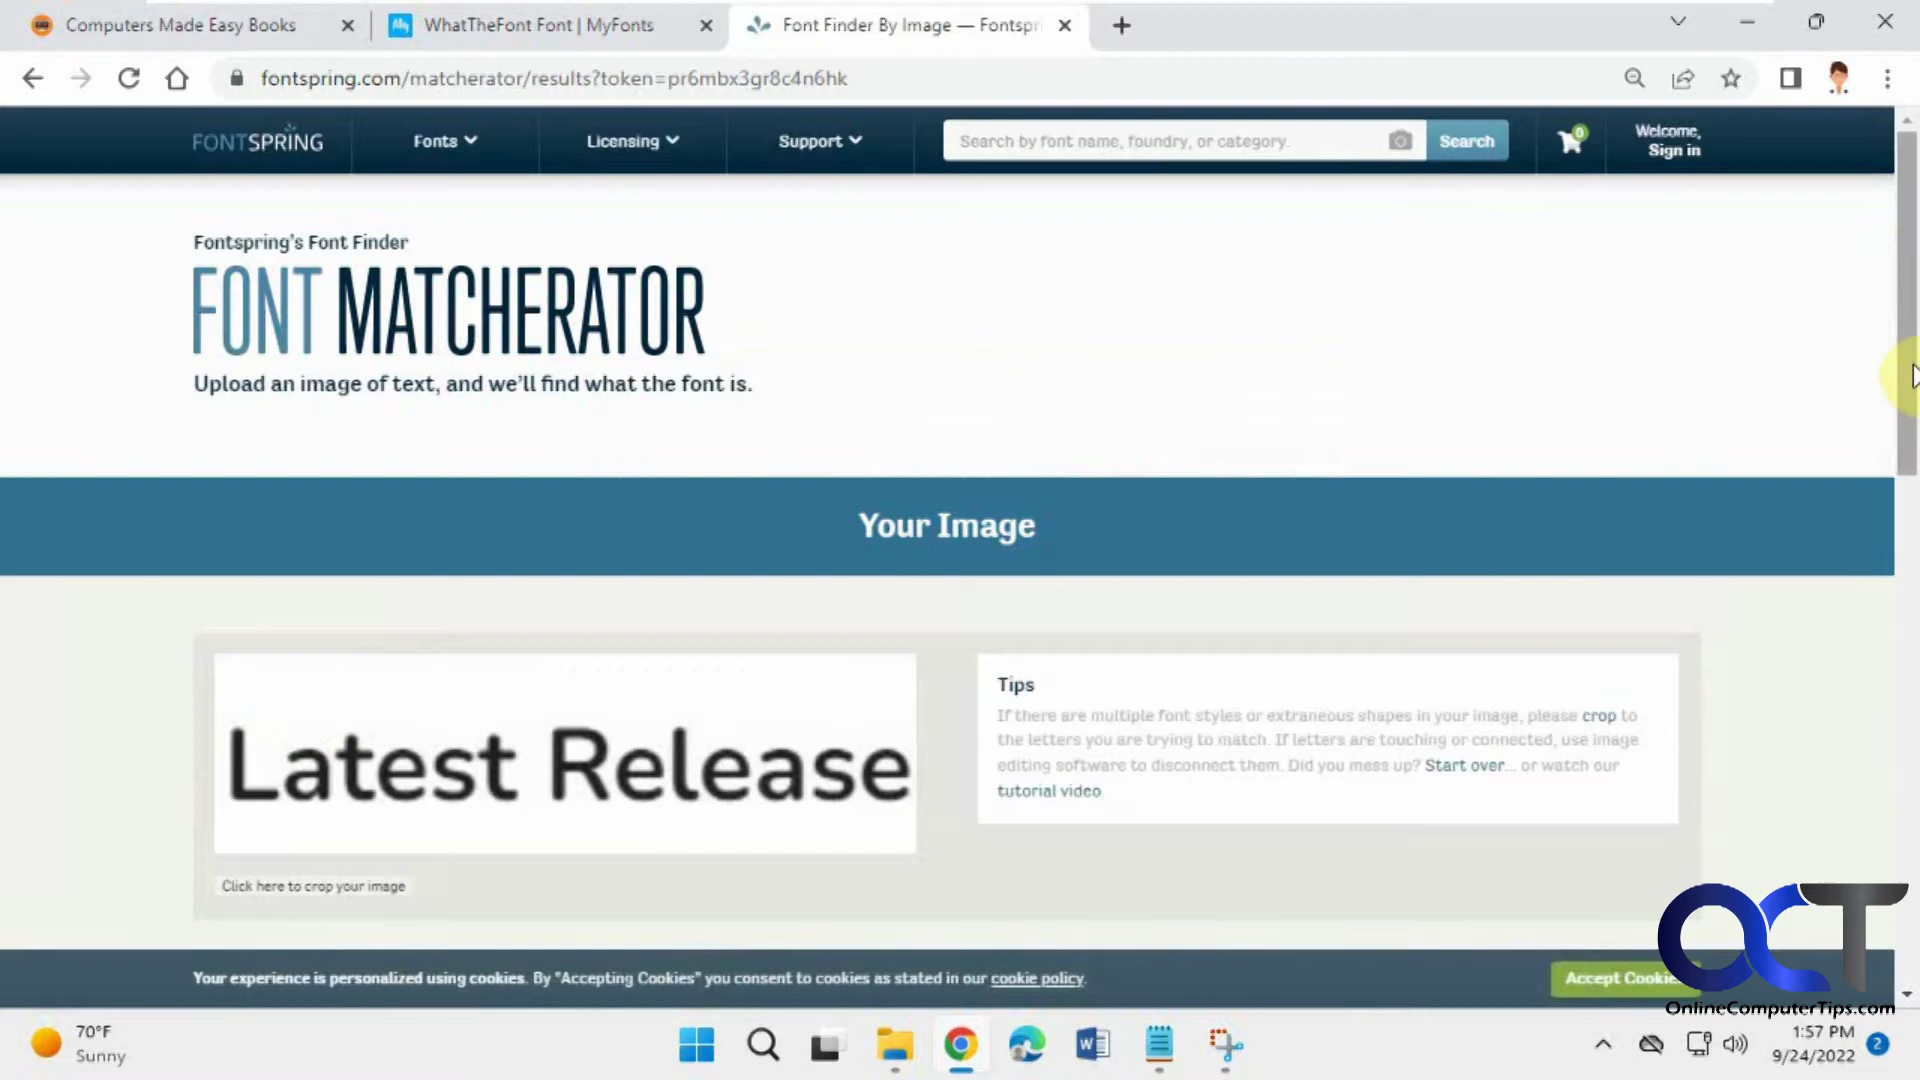 Computers Made Easy Books
My WhatTheFont Font | MyFonts
Font Finder By Image — Fontspr
fontspring.com/matcherator/results?token=pr6mbx3gr8c4n6hk
FONTSPRING
Fonts
Licensing
Support
Search by font name, foundry, or category.
Search
0
Welcome,
Sign in
Fontspring's Font Finder
FONT MATCHERATOR
Upload an image of text, and we'll find what the font is.
Your Image
Latest Release
Tips
If there are multiple font styles or extraneous shapes in your image, please crop to
the letters you are trying to match. If letters are touching or connected, use image
editing software to disconnect them. Did you mess up? Start over... or watch our
tutorial video
Click here to crop your image
Your experience is personalized using cookies. By "Accepting Cookies" you consent to cookies as stated in our cookie policy.
Accept Cookie
OCT
OnlineComputerTips.com
70°F
Sunny
W
1:57 PM
9/24/2022
2